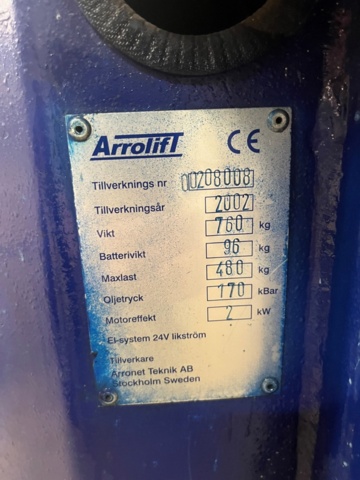 Arrolift CE
Tillverknings nr 00208008
Tillverkningsår 2002
Vikt 760 kg
Batterivikt 96 kg
Maxlast 480 kg
Oljetryck 170 kBar
Motoreffekt 2 kW
El-system 24V likström
Tillverkare
Arronet Teknik AB
Stockholm Sweden